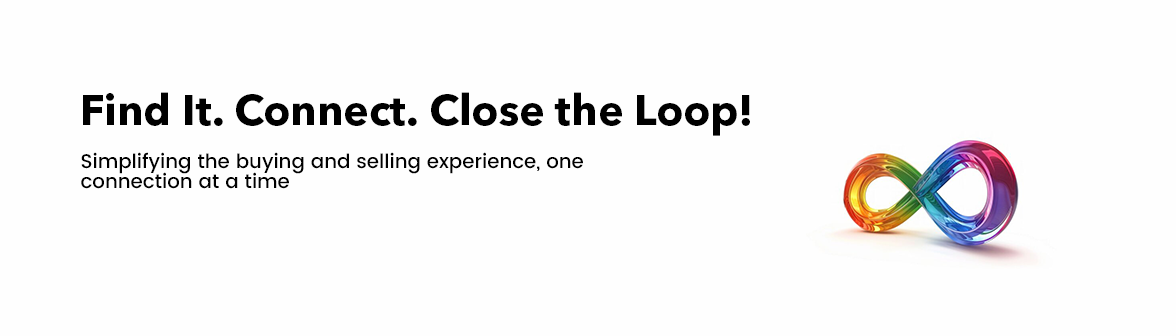 Find It. Connect. Close the Loop!
Simplifying the buying and selling experience, one
connection at a time